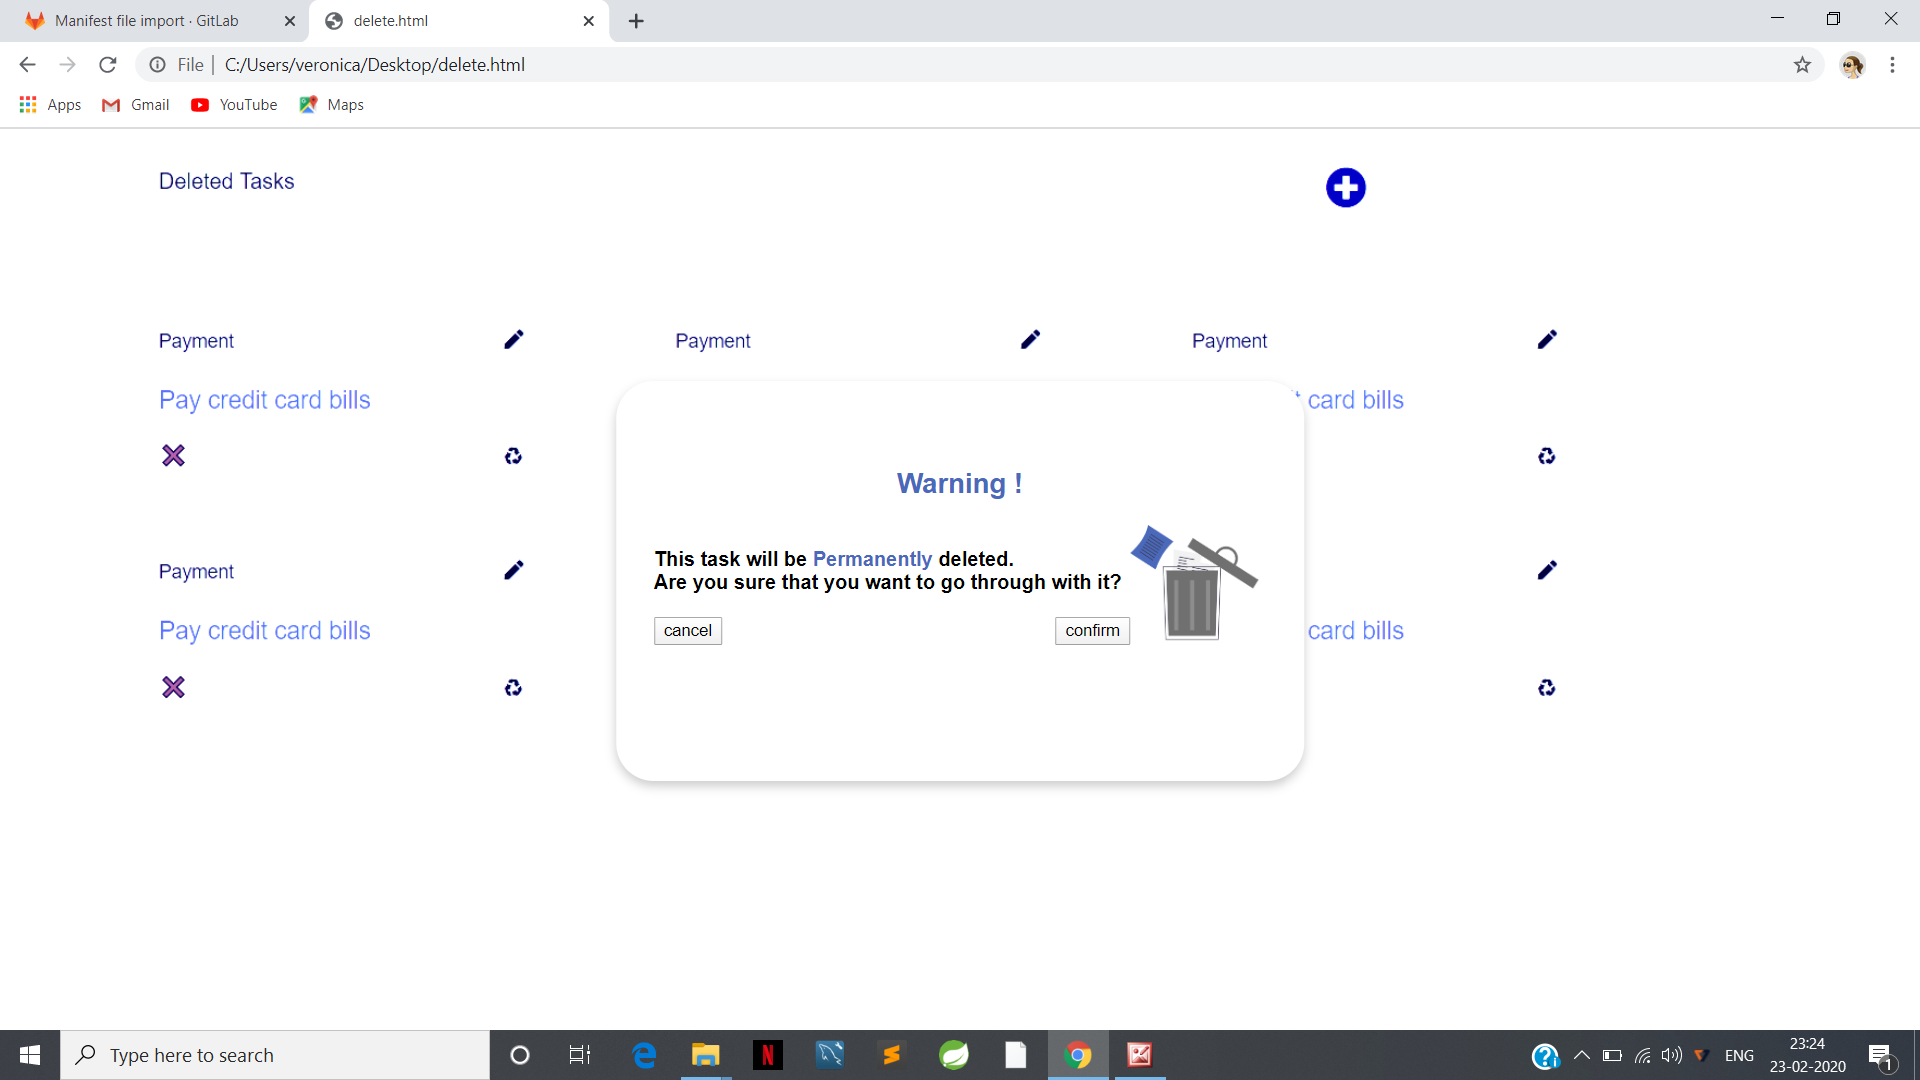 Manifest file import · GitLab
delete.html
File
C:/Users/veronica/Desktop/delete.html
Apps
Gmail
YouTube
Maps
Deleted Tasks
Payment
Payment
Payment
Pay credit card bills
card bills
Warning !
This task will be Permanently deleted.
Are you sure that you want to go through with it?
cancel
confirm
Payment
Pay credit card bills
card bills
Type here to search
N
ENG
23:24
23-02-2020
1